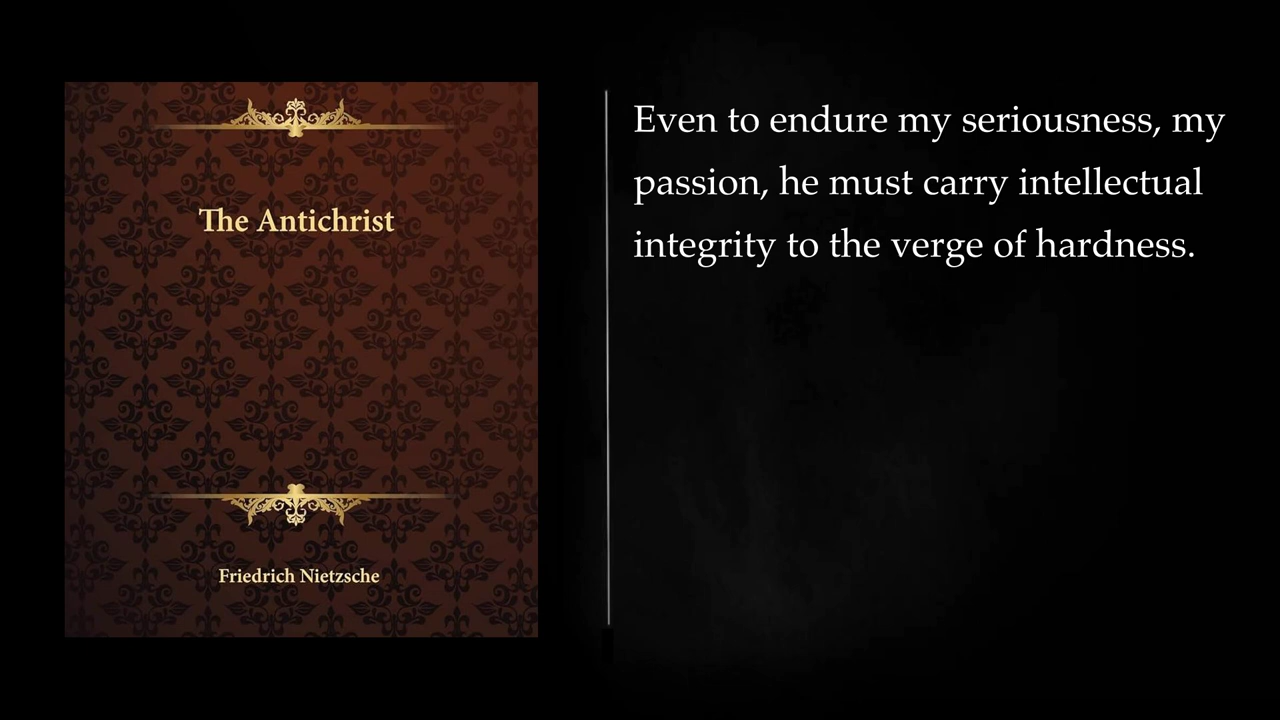 The Antichrist
Friedrich Nietzsche
Even to endure my seriousness, my
passion, he must carry intellectual
integrity to the verge of hardness.